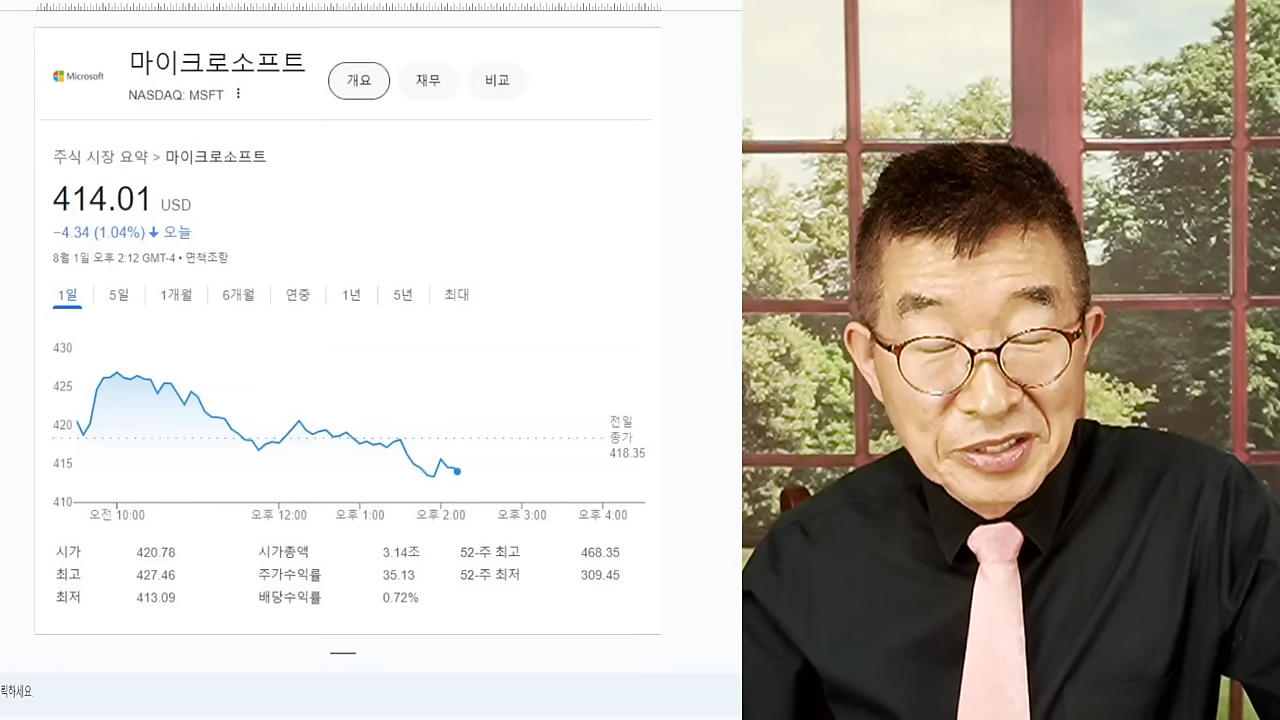 Microsoft
마이크로소프트
NASDAQ: MSFT
개요
재무
비교
주식 시장 요약 > 마이크로소프트
414.01 USD
−4.34 (1.04%) 오늘
8월 1일 오후 2:12 GMT-4 • 면책조항
1일
5일
1개월
6개월
연중
1년
5년
최대
430
425
420
415
410
전일
종가
418.35
오전 10:00
오후 12:00
오후 1:00
오후 2:00
오후 3:00
오후 4:00
시가 420.78 시가총액 3.14조 52-주 최고 468.35
최고 427.46 주가수익률 35.13 52-주 최저 309.45
최저 413.09 배당수익률 0.72%
릭하세요.